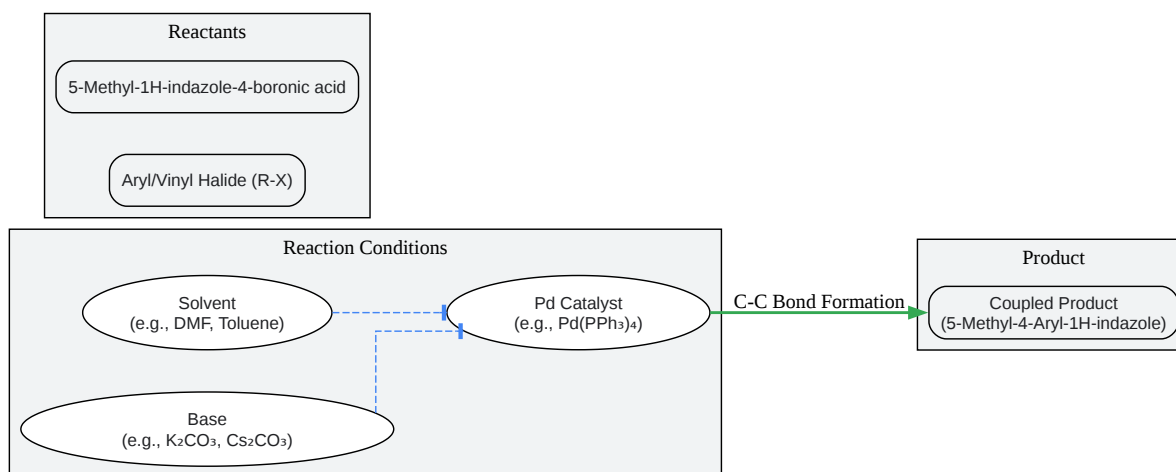 Reactants
5-Methyl-1H-indazole-4-boronic acid
Aryl/Vinyl Halide (R-X)
Reaction Conditions
Solvent
(e.g., DMF, Toluene)
Pd Catalyst
(e.g., Pd(PPh₃)₄)
Base
(e.g., K₂CO₃, Cs₂CO₃)
C-C Bond Formation
Product
Coupled Product
(5-Methyl-4-Aryl-1H-indazole)